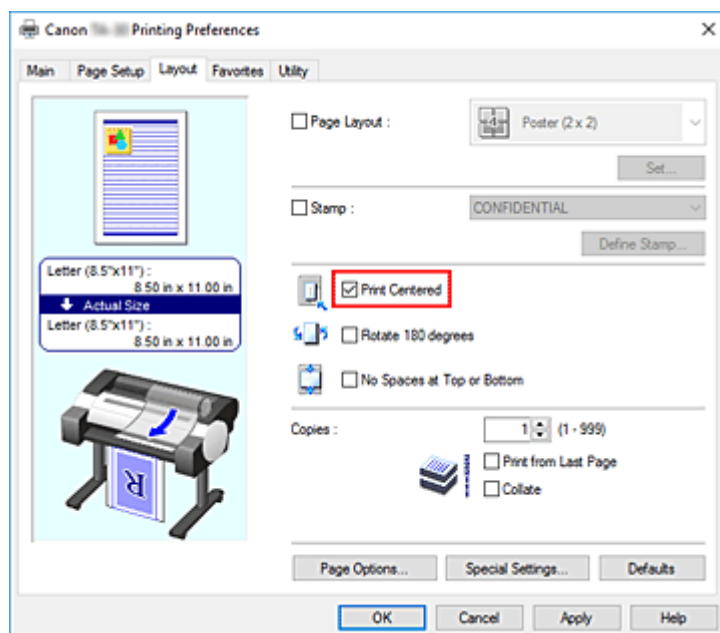 Canon Printing Preferences
Main Page Setup Layout Favorites Utility
Page Layout :
Poster (2 x 2)
Set...
Stamp :
CONFIDENTIAL
Define Stamp...
Letter (8.5"x11") :
8.50 in x 11.00 in
Actual Size
Letter (8.5"x11") :
8.50 in x 11.00 in
Print Centered
Rotate 180 degrees
No Spaces at Top or Bottom
Copies :
1 (1 - 999)
Print from Last Page
Collate
R
Page Options... Special Settings... Defaults
OK Cancel Apply Help